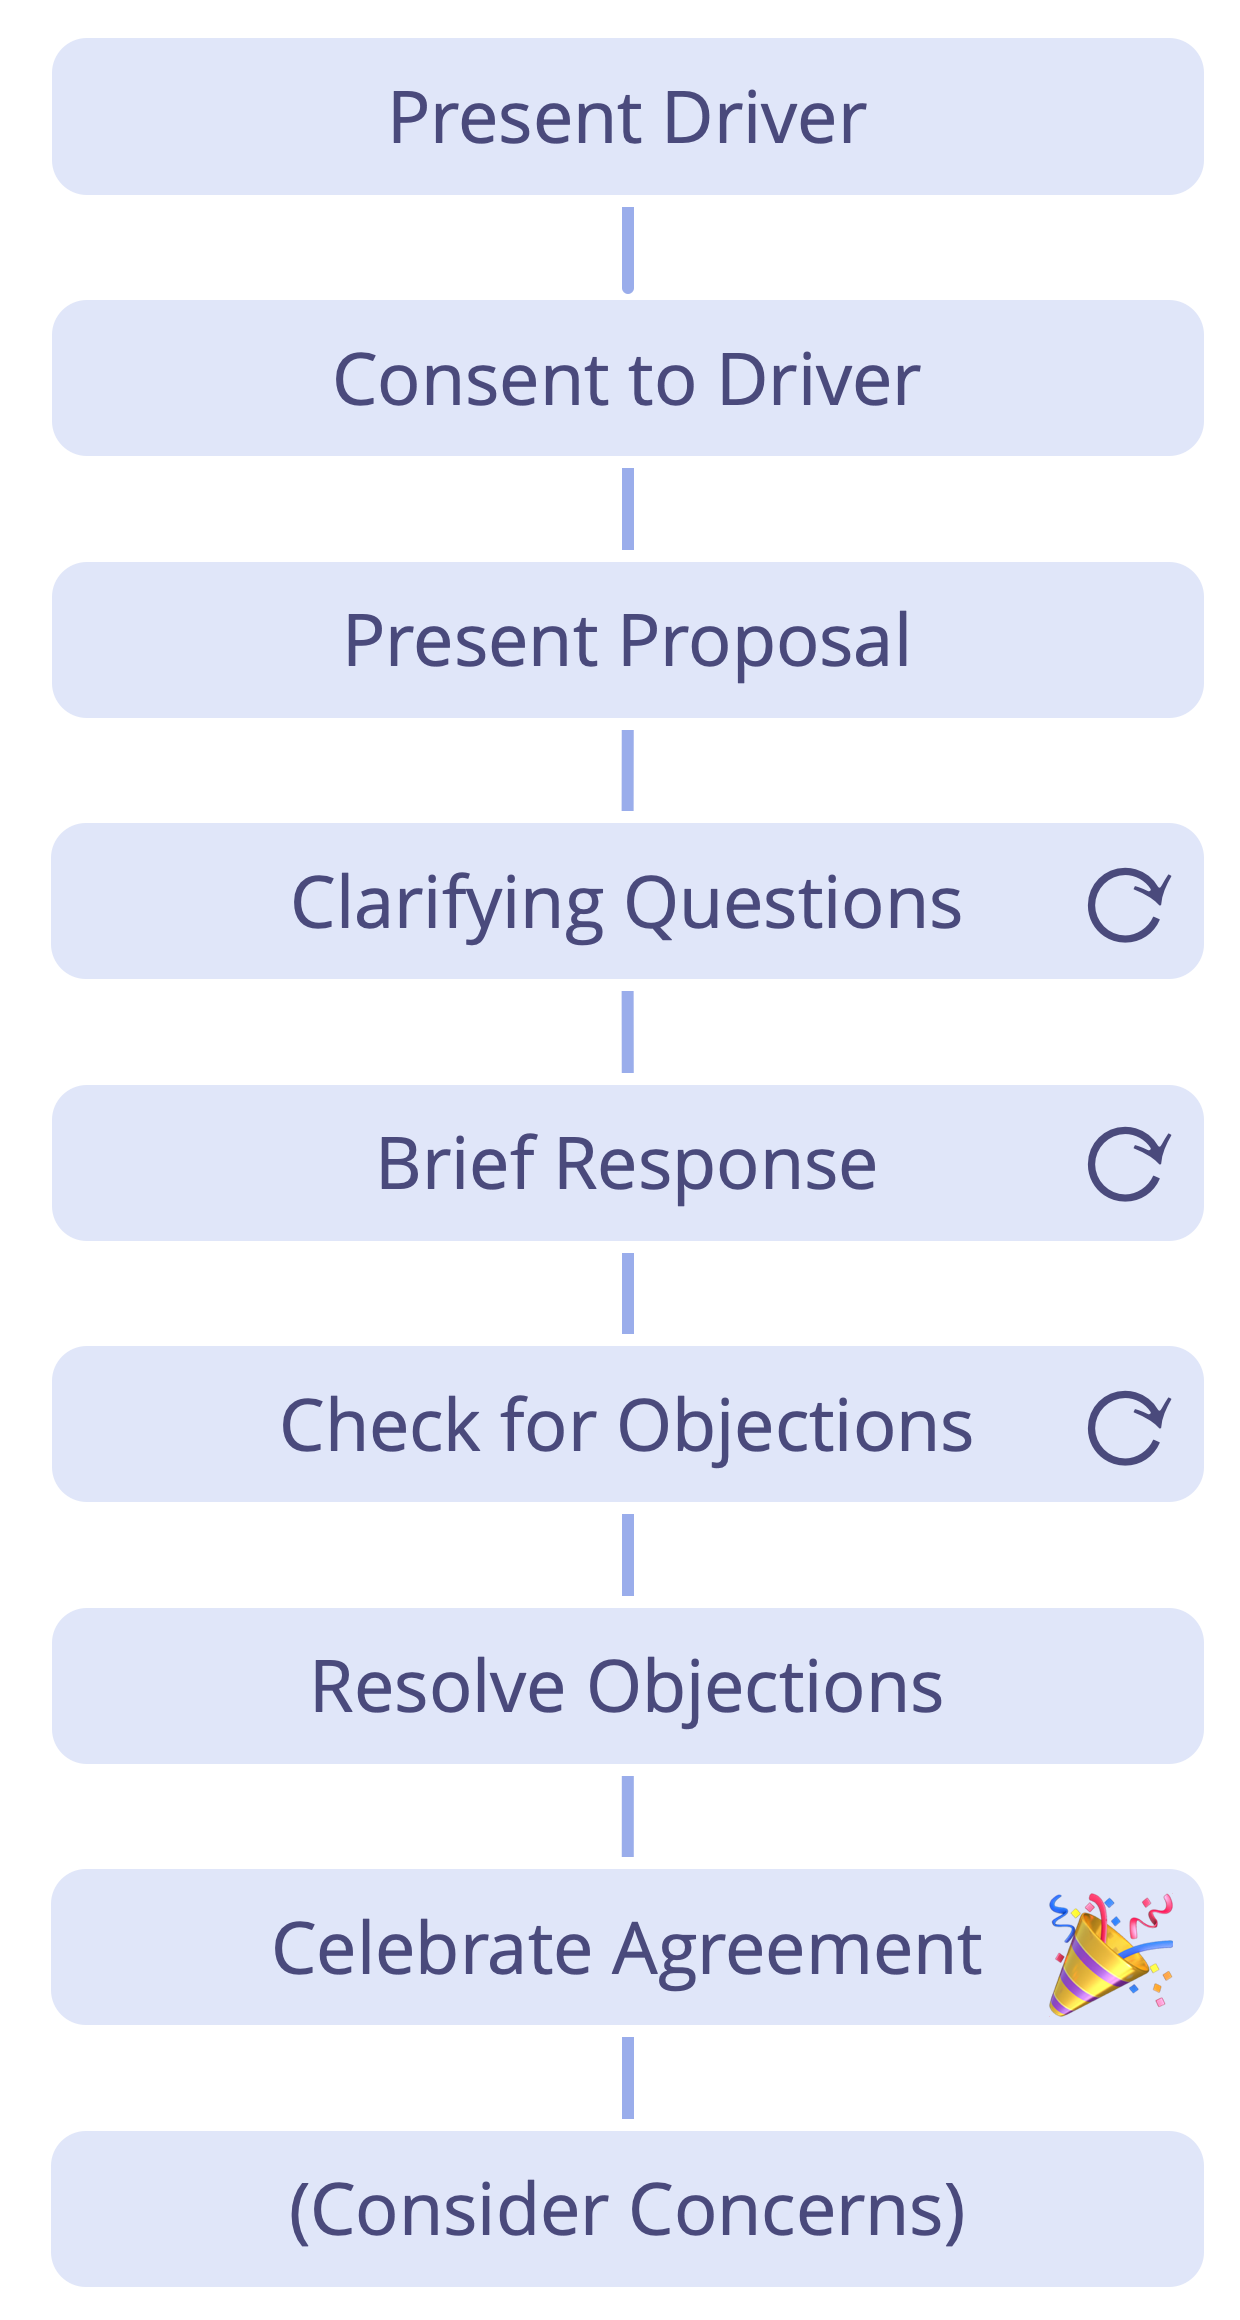 Present Driver
Consent to Driver
Present Proposal
Clarifying Questions
Brief Response
Check for Objections
Resolve Objections
Celebrate Agreement
(Consider Concerns)